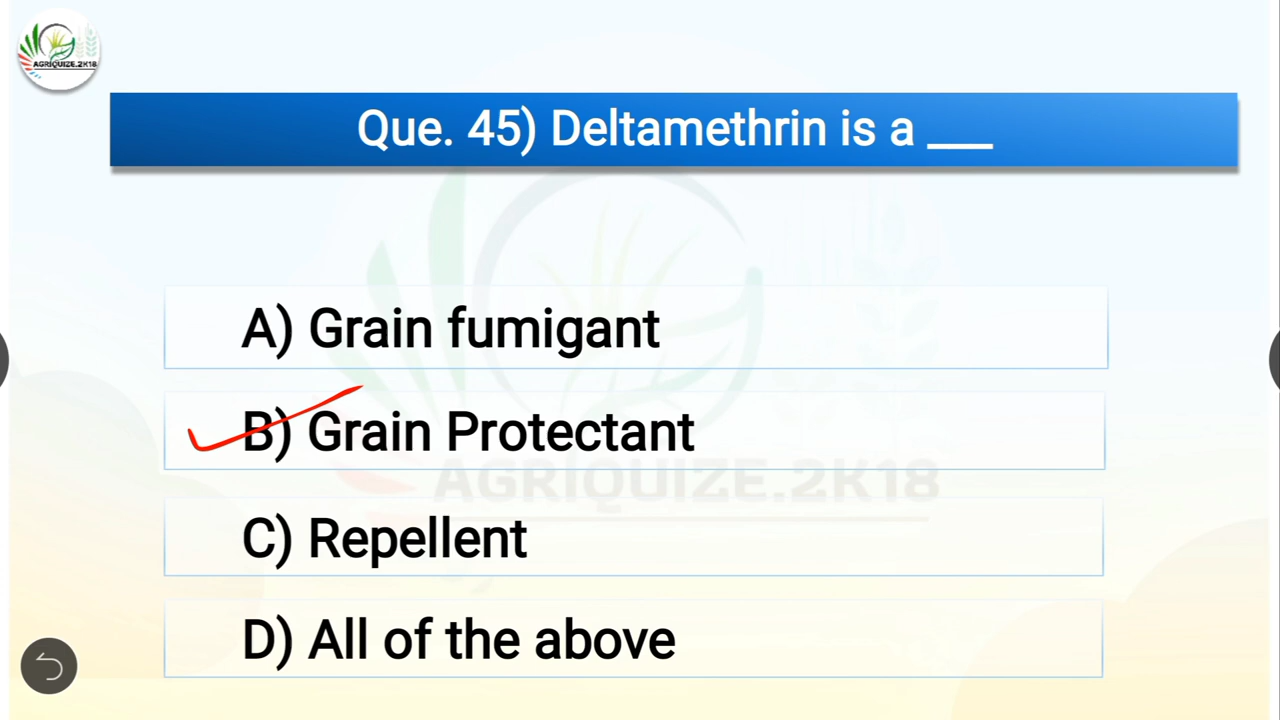 AGRIQUIZE.2K18
Que. 45) Deltamethrin is a ___
A) Grain fumigant
B) Grain Protectant
AGRIQUIZE.2K18
C) Repellent
D) All of the above